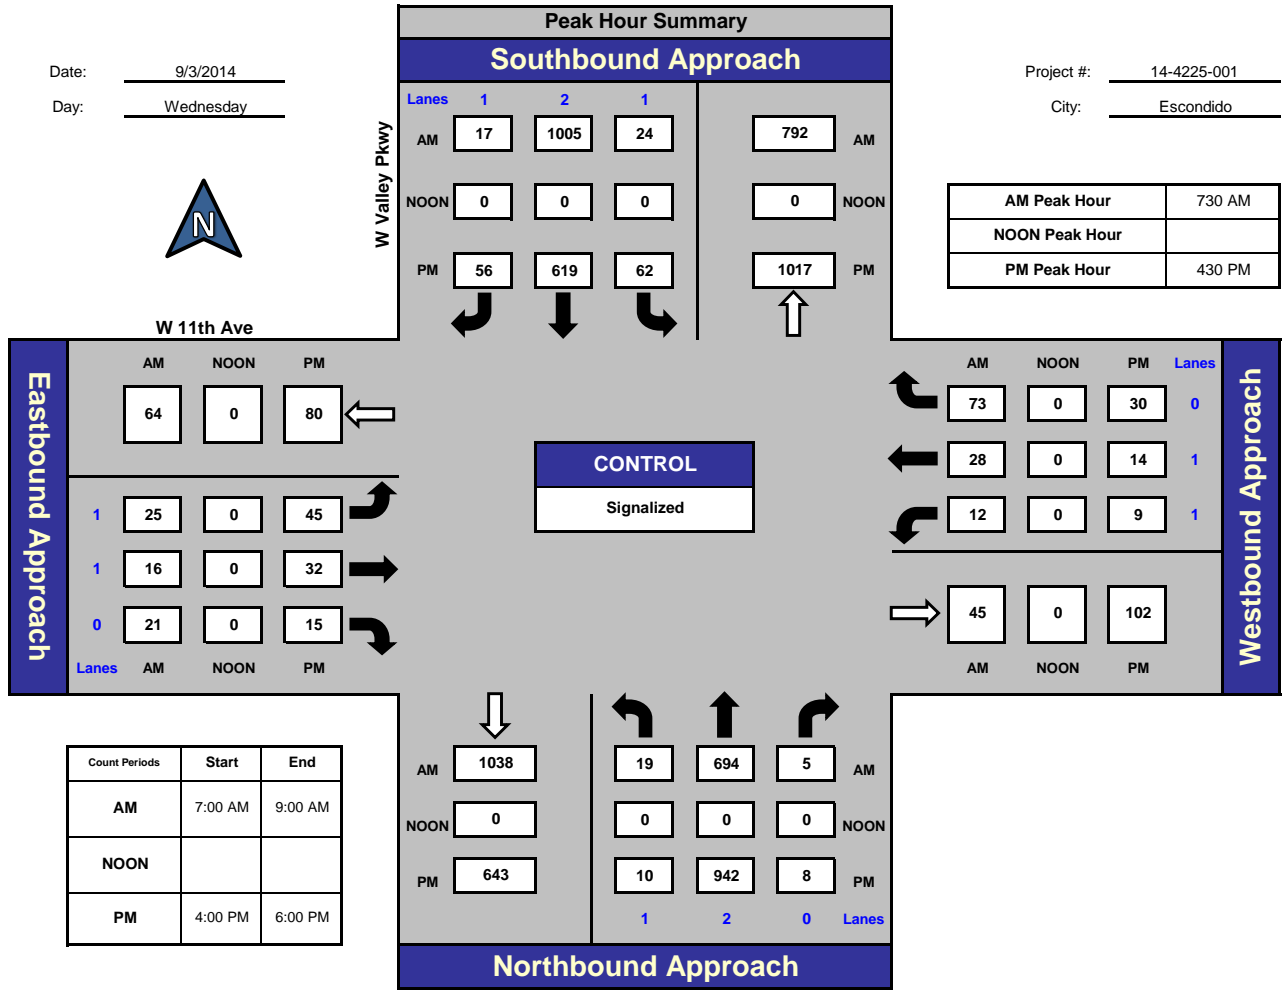 Peak Hour Summary
Southbound Approach
Date: 9/3/2014
Day: Wednesday
Project #: 14-4225-001
City: Escondido
N
W Valley Pkwy
Lanes 1 2 1
AM 17 1005 24 792 AM
NOON 0 0 0 0 NOON
PM 56 619 62 1017 PM
AM Peak Hour 730 AM
NOON Peak Hour
PM Peak Hour 430 PM
W 11th Ave
Eastbound Approach
AM NOON PM
64 0 80
1 25 0 45
1 16 0 32
0 21 0 15
Lanes AM NOON PM
CONTROL
Signalized
AM NOON PM Lanes
73 0 30 0
28 0 14 1
12 0 9 1
45 0 102
AM NOON PM
Westbound Approach
Count Periods Start End
AM 7:00 AM 9:00 AM
NOON
PM 4:00 PM 6:00 PM
AM 1038 19 694 5 AM
NOON 0 0 0 0 NOON
PM 643 10 942 8 PM
1 2 0 Lanes
Northbound Approach